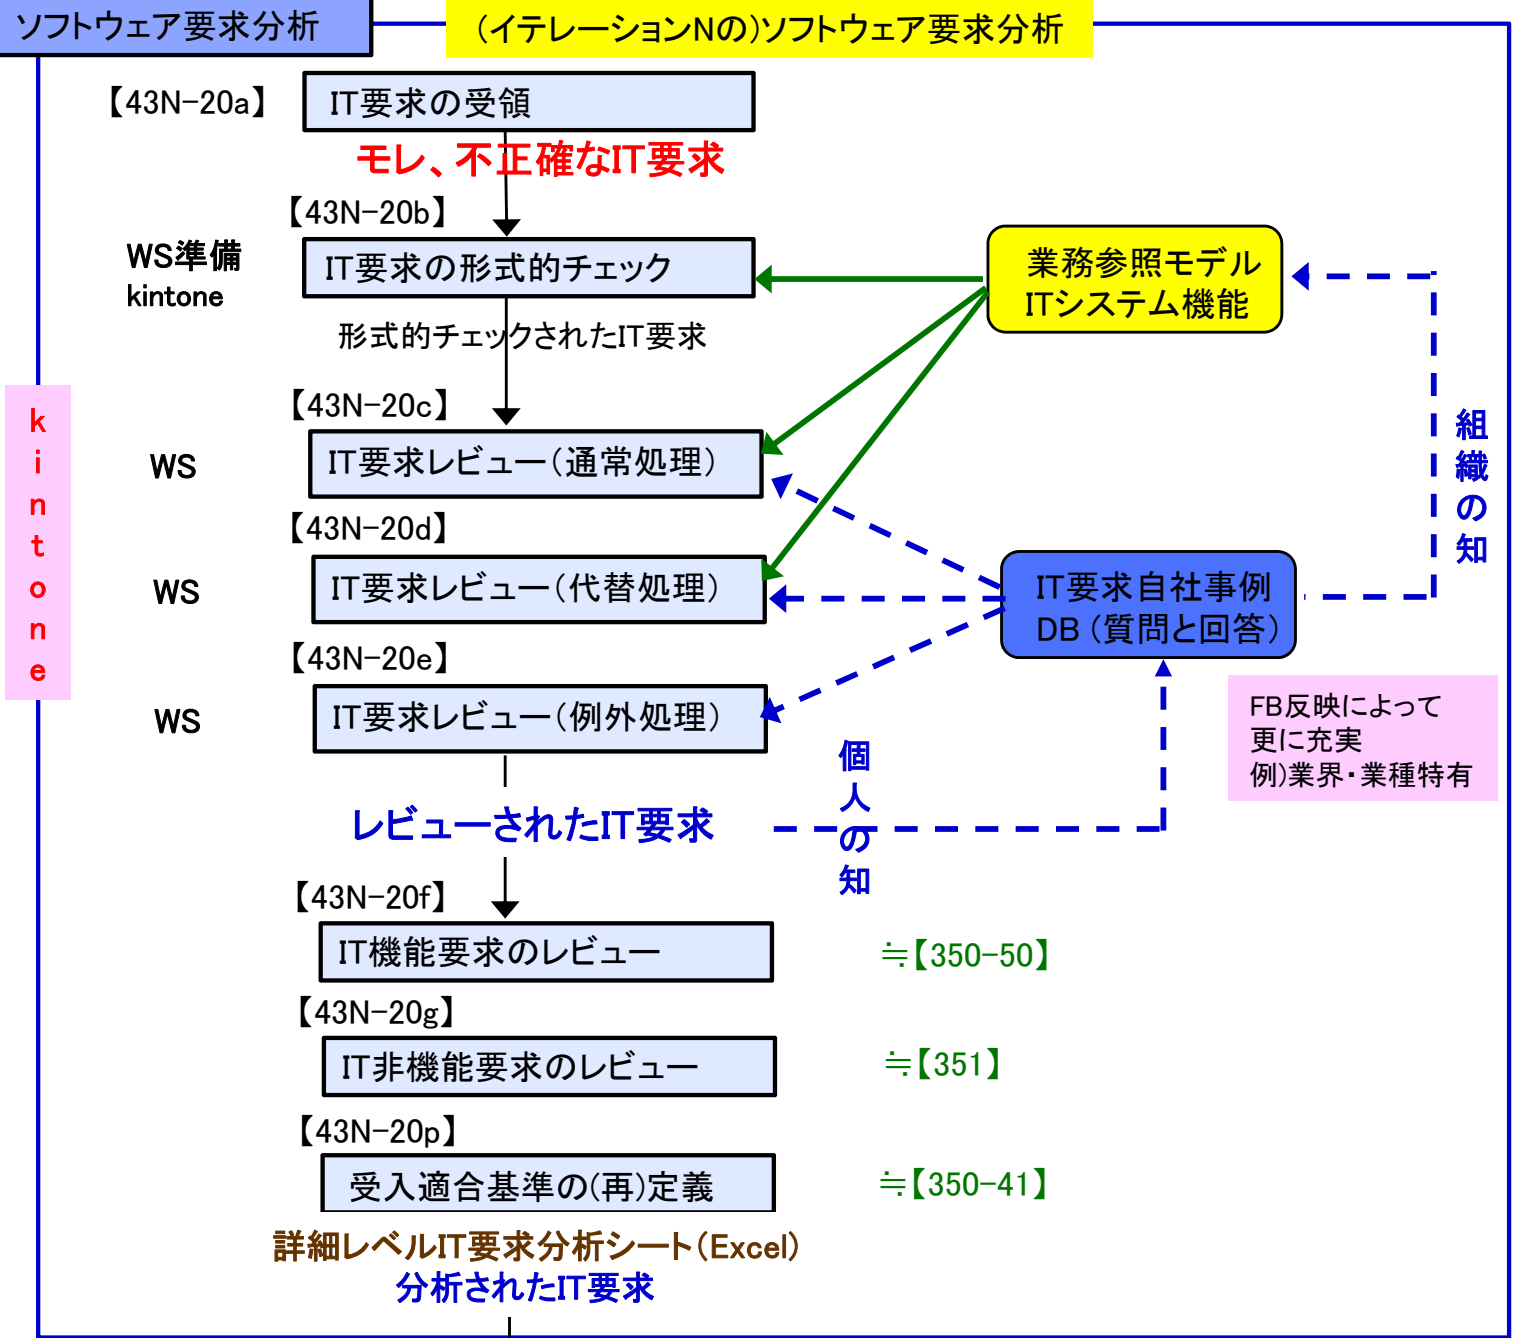 ソフトウェア要求分析
(イテレーションNの)ソフトウェア要求分析
【43N-20a】
IT要求の受領
モレ、不正確なIT要求
【43N-20b】
WS準備
kintone
IT要求の形式的チェック
業務参照モデル
ITシステム機能
形式的チェックされたIT要求
kintone
【43N-20c】
WS
IT要求レビュー(通常処理)
組織の知
【43N-20d】
WS
IT要求レビュー(代替処理)
IT要求自社事例
DB(質問と回答)
【43N-20e】
WS
IT要求レビュー(例外処理)
FB反映によって
更に充実
例)業界・業種特有
個人の知
レビューされたIT要求
【43N-20f】
IT機能要求のレビュー
≒【350-50】
【43N-20g】
IT非機能要求のレビュー
≒【351】
【43N-20p】
受入適合基準の(再)定義
≒【350-41】
詳細レベルIT要求分析シート(Excel)
分析されたIT要求